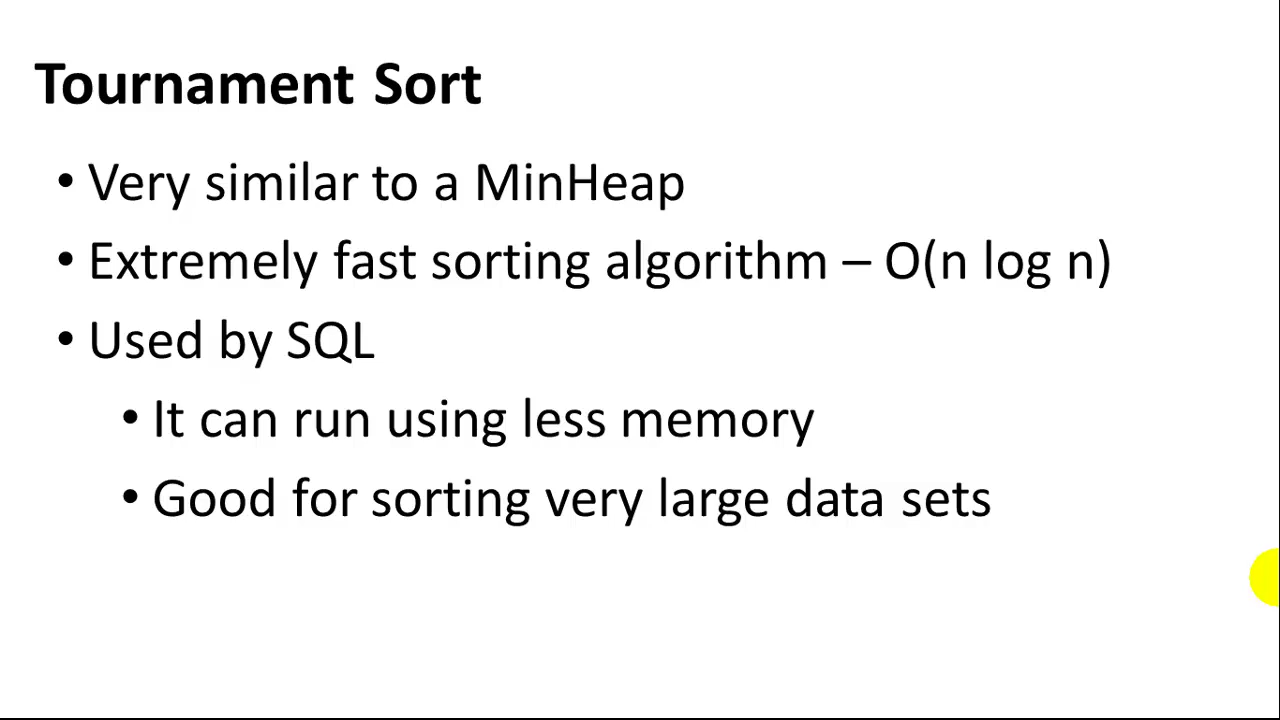 Tournament Sort
• Very similar to a MinHeap
• Extremely fast sorting algorithm – O(n log n)
• Used by SQL
• It can run using less memory
• Good for sorting very large data sets